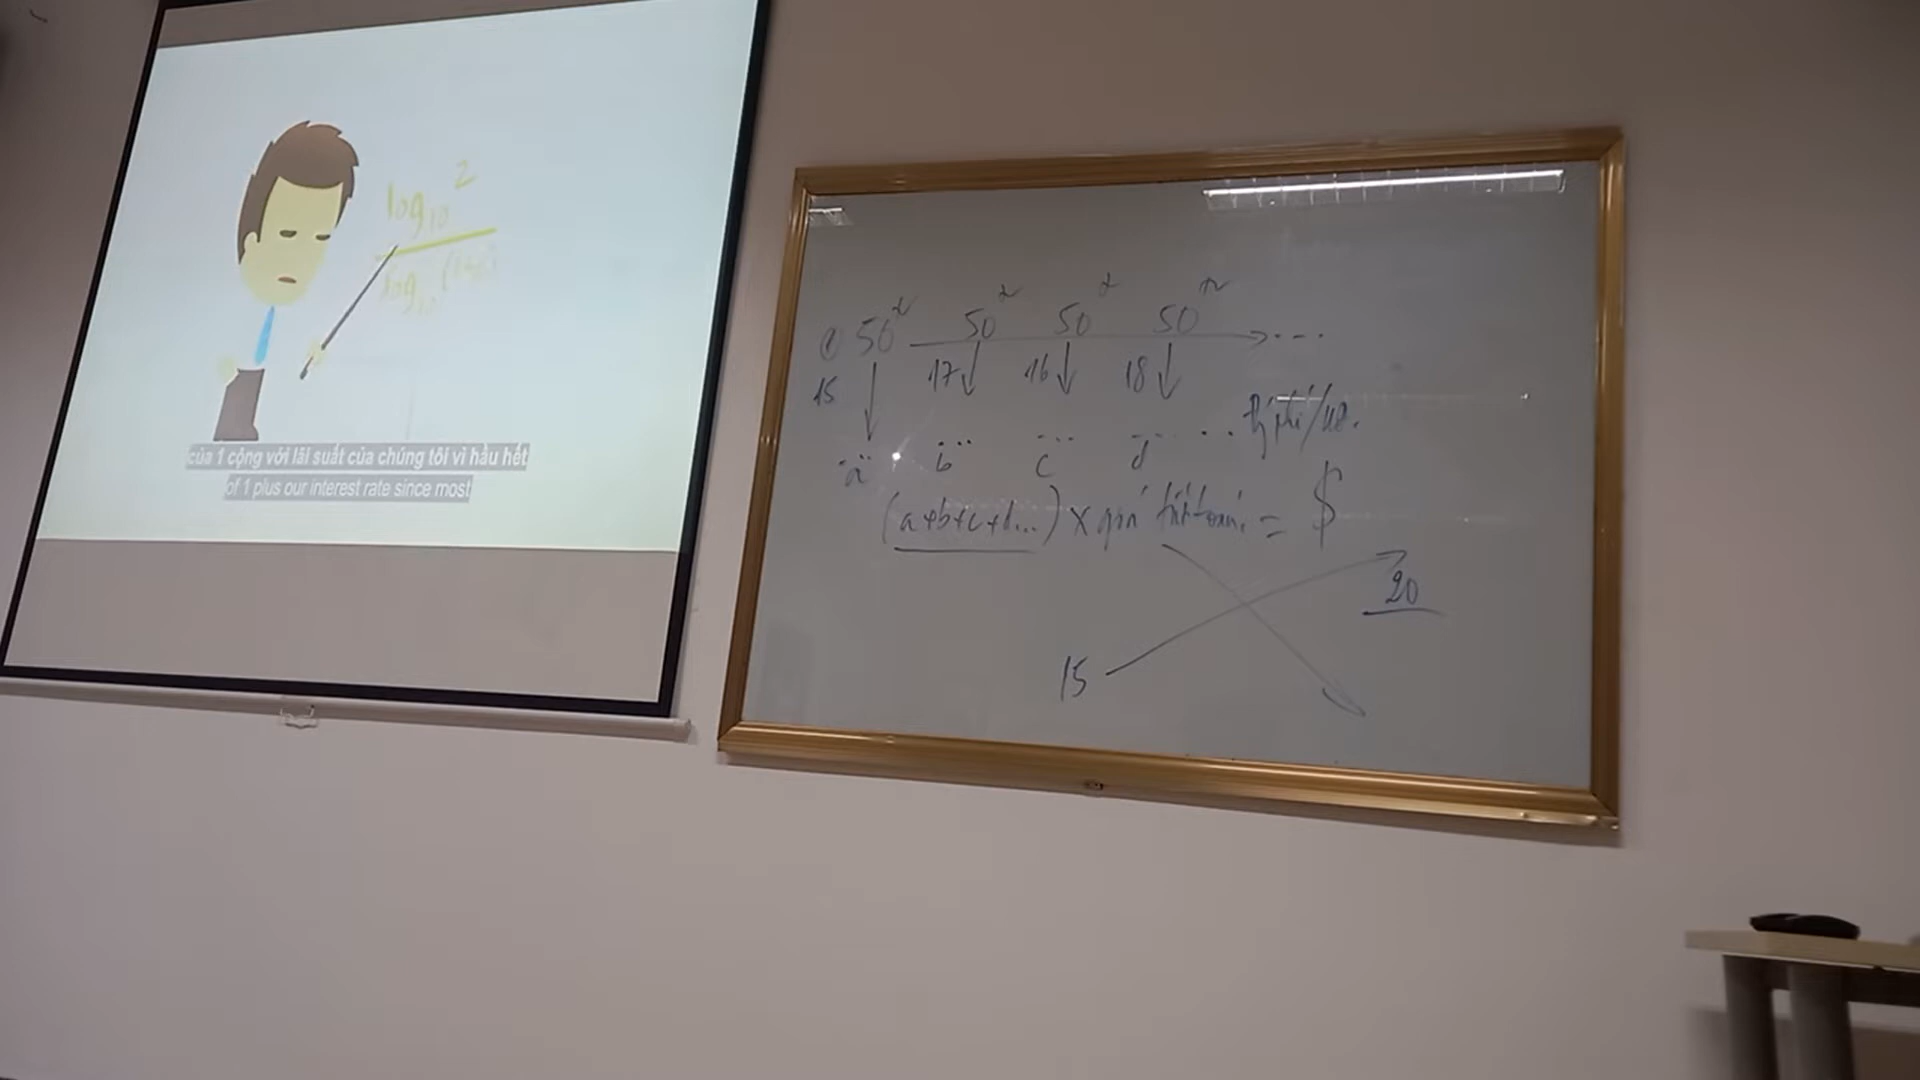 log₁₀ 2
log₁₀
của 1 cộng với lãi suất của chúng tôi vì hầu hết
of 1 plus our interest rate since most
50 50 50 50 ...
15 17 16 18
a b c d ...
(a+b+c+d...) x = $
20
15